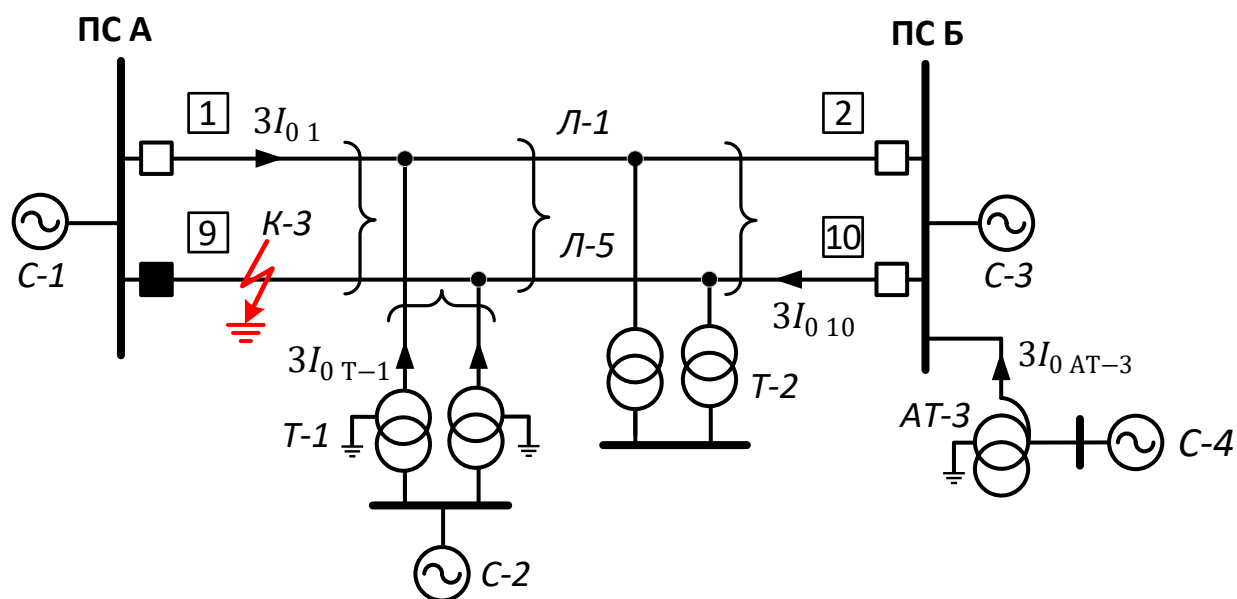 ПС А
ПС Б
1
3I0 1
Л-1
2
9
К-3
Л-5
10
С-1
С-3
3I0 10
3I0 Т–1
3I0 АТ–3
Т-1
Т-2
АТ-3
С-4
С-2